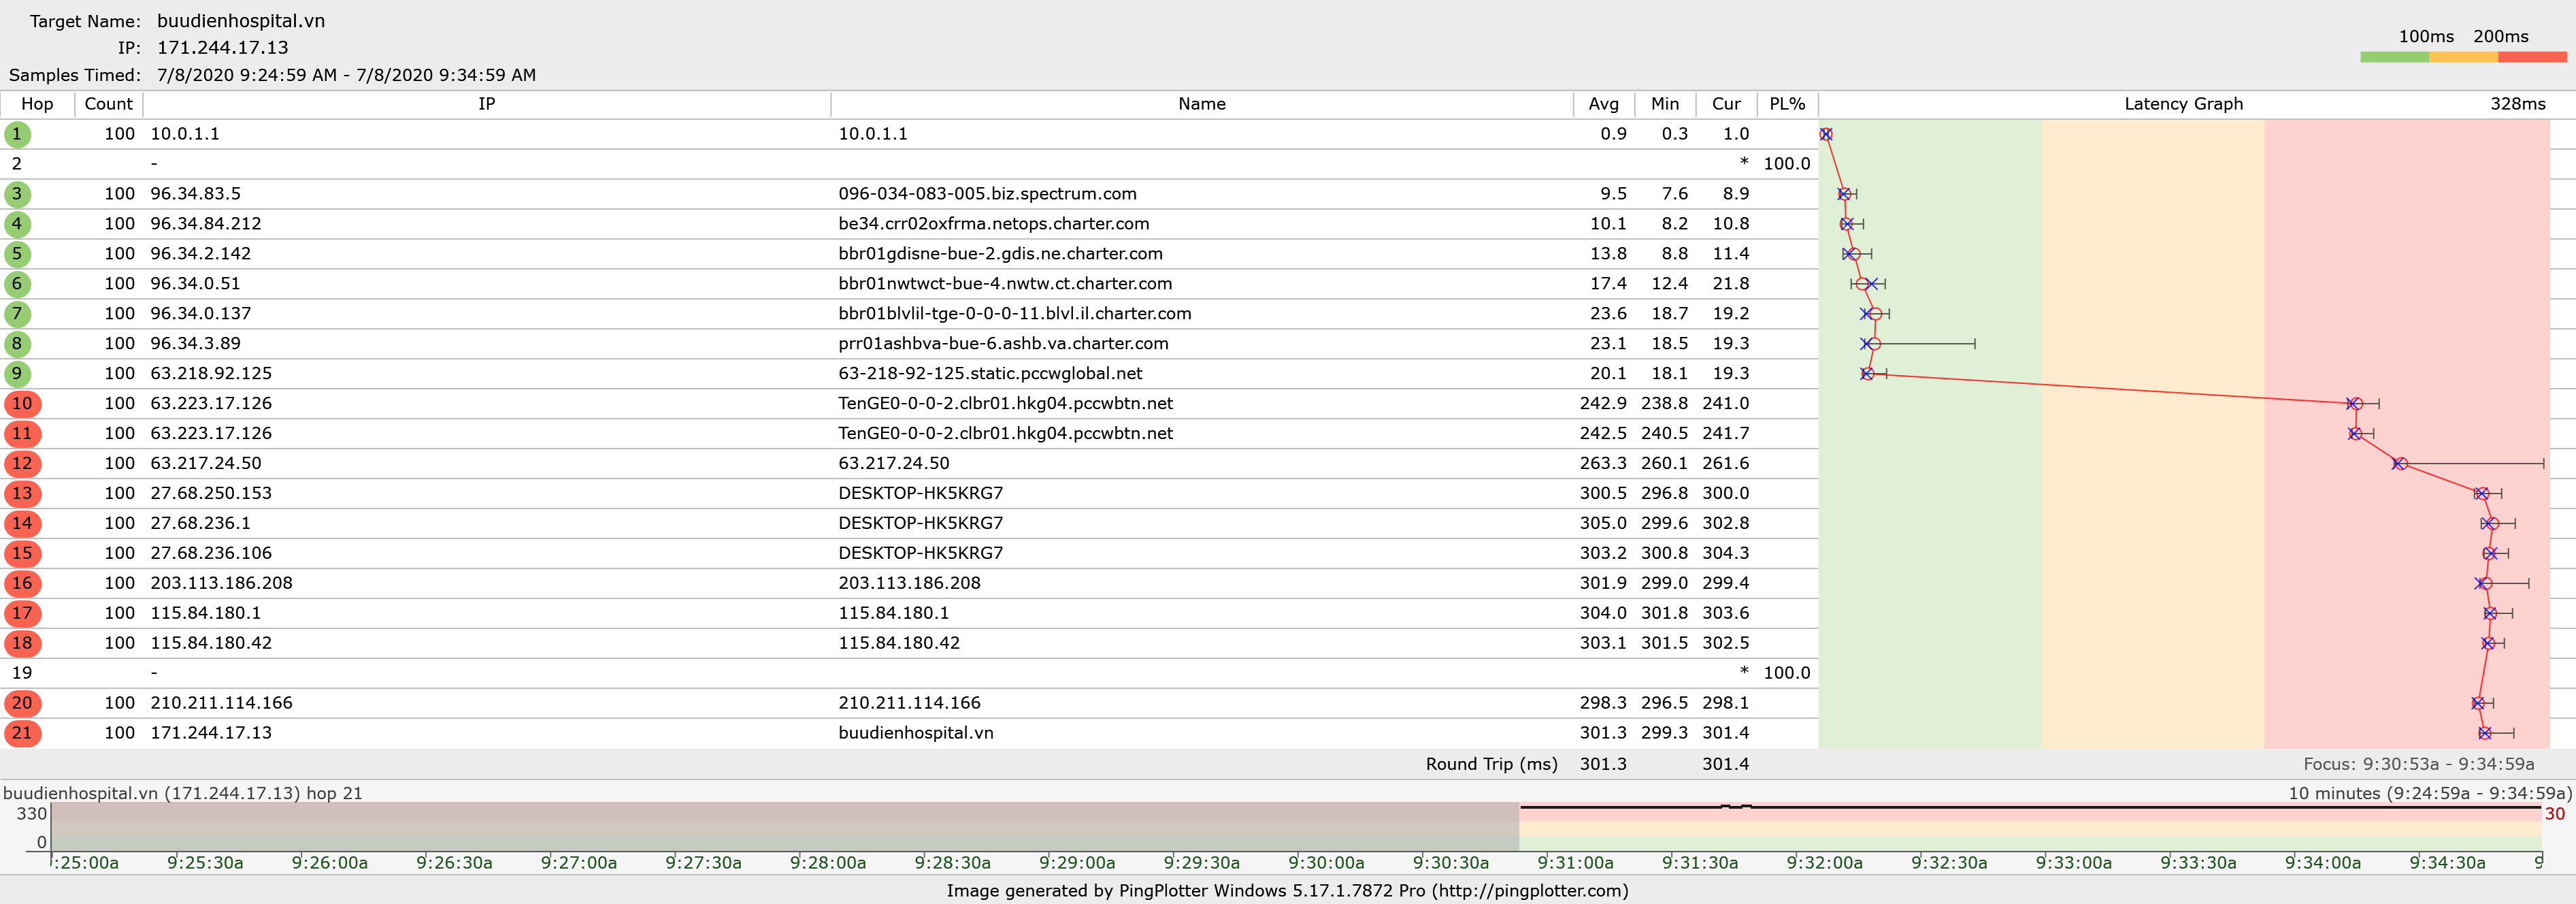 Target Name: buudienhospital.vn
IP: 171.244.17.13
Samples Timed: 7/8/2020 9:24:59 AM - 7/8/2020 9:34:59 AM
100ms 200ms
Hop Count IP Name Avg Min Cur PL% Latency Graph 328ms
1 100 10.0.1.1 10.0.1.1 0.9 0.3 1.0
2 - * 100.0
3 100 96.34.83.5 096-034-083-005.biz.spectrum.com 9.5 7.6 8.9
4 100 96.34.84.212 be34.crr02oxfrma.netops.charter.com 10.1 8.2 10.8
5 100 96.34.2.142 bbr01gdisne-bue-2.gdis.ne.charter.com 13.8 8.8 11.4
6 100 96.34.0.51 bbr01nwtwct-bue-4.nwtw.ct.charter.com 17.4 12.4 21.8
7 100 96.34.0.137 bbr01blvlil-tge-0-0-0-11.blvl.il.charter.com 23.6 18.7 19.2
8 100 96.34.3.89 prr01ashbva-bue-6.ashb.va.charter.com 23.1 18.5 19.3
9 100 63.218.92.125 63-218-92-125.static.pccwglobal.net 20.1 18.1 19.3
10 100 63.223.17.126 TenGE0-0-0-2.clbr01.hkg04.pccwbtn.net 242.9 238.8 241.0
11 100 63.223.17.126 TenGE0-0-0-2.clbr01.hkg04.pccwbtn.net 242.5 240.5 241.7
12 100 63.217.24.50 63.217.24.50 263.3 260.1 261.6
13 100 27.68.250.153 DESKTOP-HK5KRG7 300.5 296.8 300.0
14 100 27.68.236.1 DESKTOP-HK5KRG7 305.0 299.6 302.8
15 100 27.68.236.106 DESKTOP-HK5KRG7 303.2 300.8 304.3
16 100 203.113.186.208 203.113.186.208 301.9 299.0 299.4
17 100 115.84.180.1 115.84.180.1 304.0 301.8 303.6
18 100 115.84.180.42 115.84.180.42 303.1 301.5 302.5
19 - * 100.0
20 100 210.211.114.166 210.211.114.166 298.3 296.5 298.1
21 100 171.244.17.13 buudienhospital.vn 301.3 299.3 301.4
Round Trip (ms) 301.3 301.4 Focus: 9:30:53a - 9:34:59a
buudienhospital.vn (171.244.17.13) hop 21 10 minutes (9:24:59a - 9:34:59a)
330 30
0
:25:00a 9:25:30a 9:26:00a 9:26:30a 9:27:00a 9:27:30a 9:28:00a 9:28:30a 9:29:00a 9:29:30a 9:30:00a 9:30:30a 9:31:00a 9:31:30a 9:32:00a 9:32:30a 9:33:00a 9:33:30a 9:34:00a 9:34:30a 9
Image generated by PingPlotter Windows 5.17.1.7872 Pro (http://pingplotter.com)